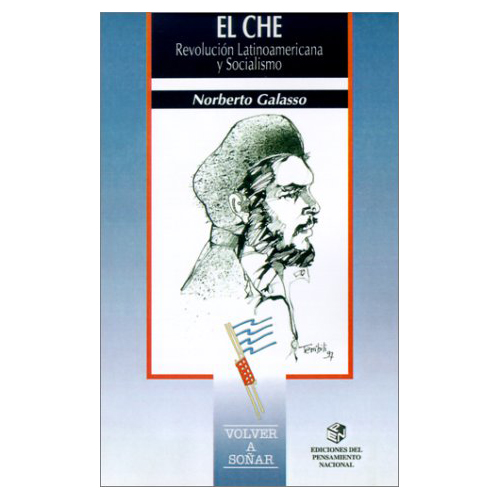 EL CHE
Revolución Latinoamericana
y Socialismo
Norberto Galasso
VOLVER
A
SOÑAR
EDICIONES DEL
PENSAMIENTO
NACIONAL